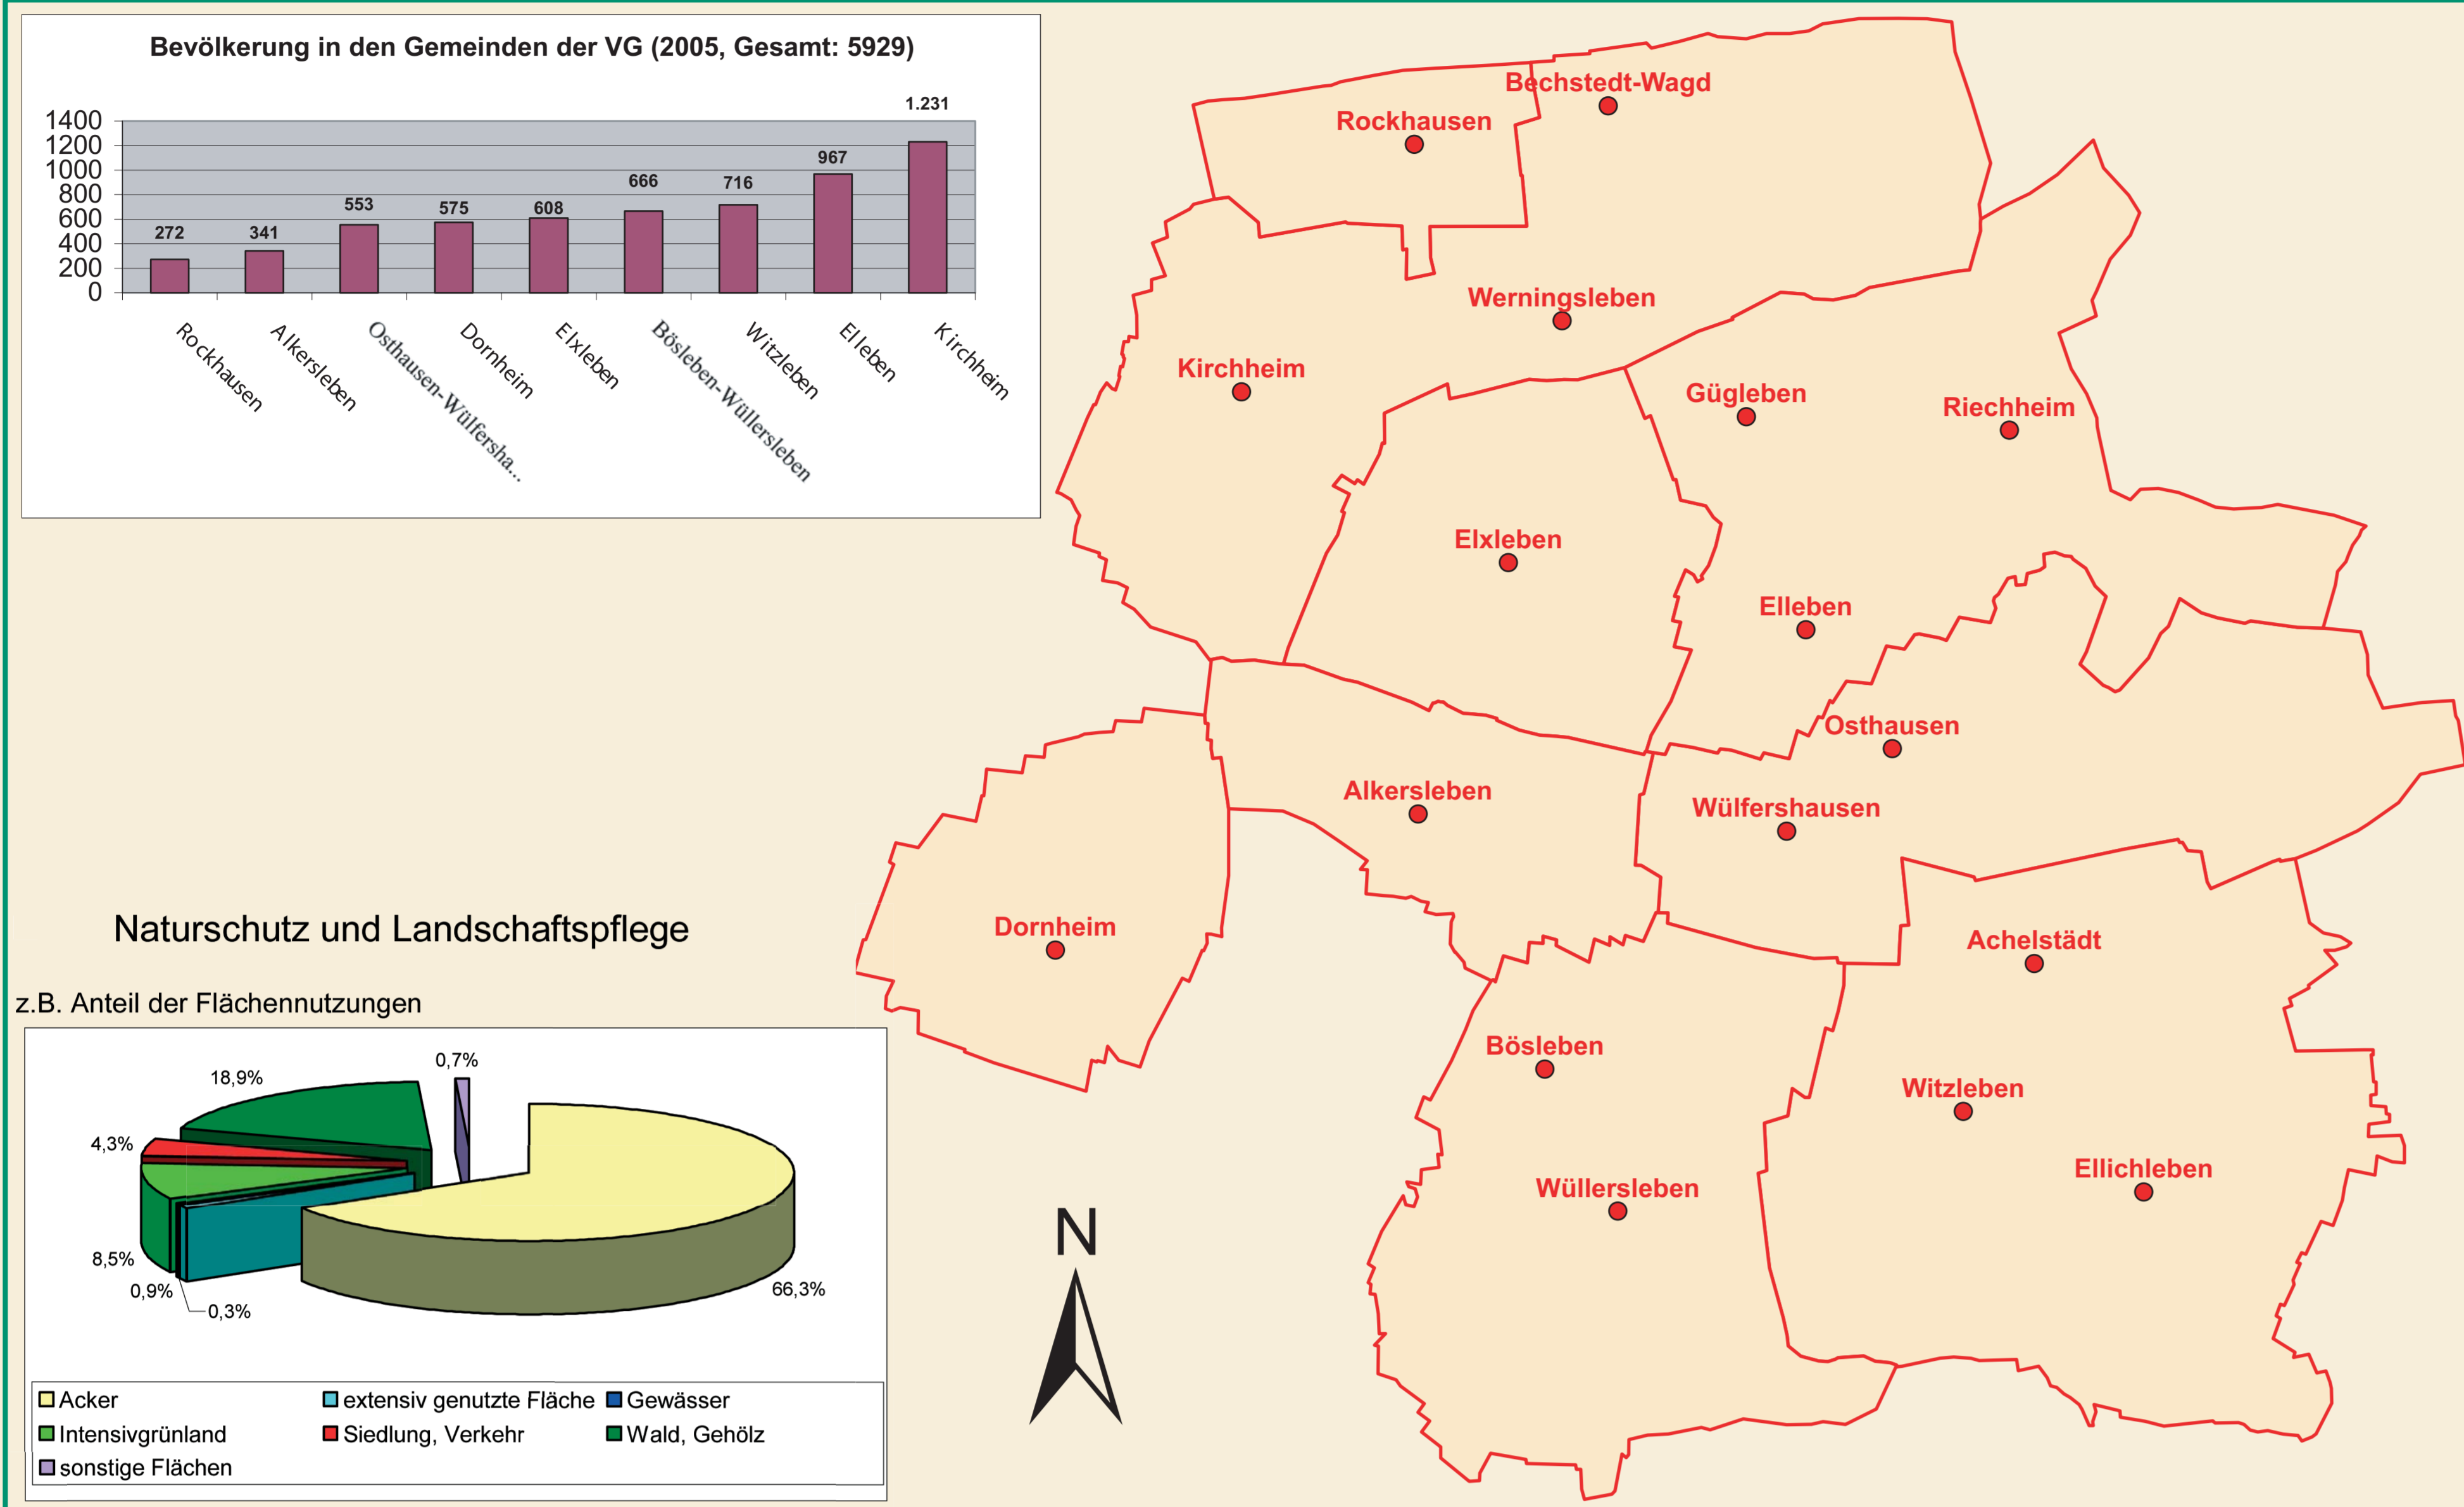 Bevölkerung in den Gemeinden der VG (2005, Gesamt: 5929)
1400
1200
1000
800
600
400
200
0
272
341
553
575
608
666
716
967
1.231
Rockhausen
Alkersleben
Osthausen-Wülfersha...
Dornheim
Elxleben
Bösleben-Wüllersleben
Witzleben
Elleben
Kirchheim
Bechstedt-Wagd
Rockhausen
Werningsleben
Kirchheim
Gügleben
Riechheim
Elxleben
Elleben
Osthausen
Alkersleben
Wülfershausen
Dornheim
Achelstädt
Bösleben
Witzleben
Ellichleben
Wüllersleben
N
Naturschutz und Landschaftspflege
z.B. Anteil der Flächennutzungen
0,7%
18,9%
4,3%
8,5%
0,9%
0,3%
66,3%
Acker extensiv genutzte Fläche Gewässer
Intensivgrünland Siedlung, Verkehr Wald, Gehölz
sonstige Flächen